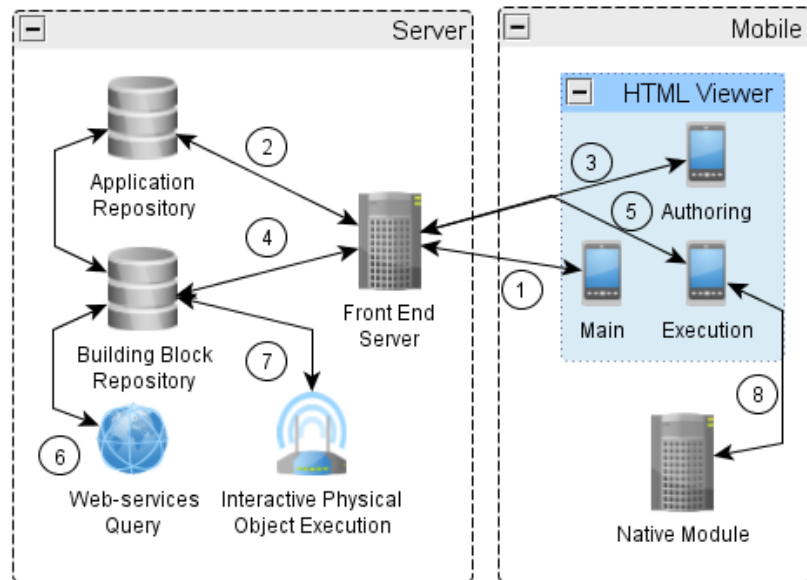 Server
Mobile
HTML Viewer
2
3
Application
Repository
Authoring
5
4
1
Front End
Server
Main
Execution
Building Block
Repository
7
8
6
Web-services
Query
Interactive Physical
Object Execution
Native Module